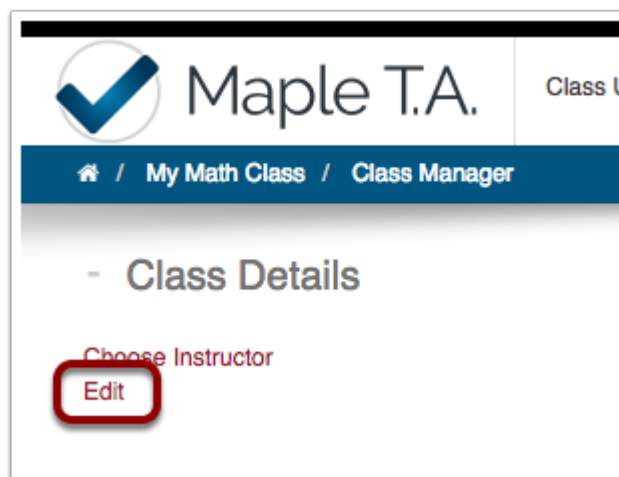 Maple T.A.
Class U
/ My Math Class / Class Manager
- Class Details
Choose Instructor
Edit